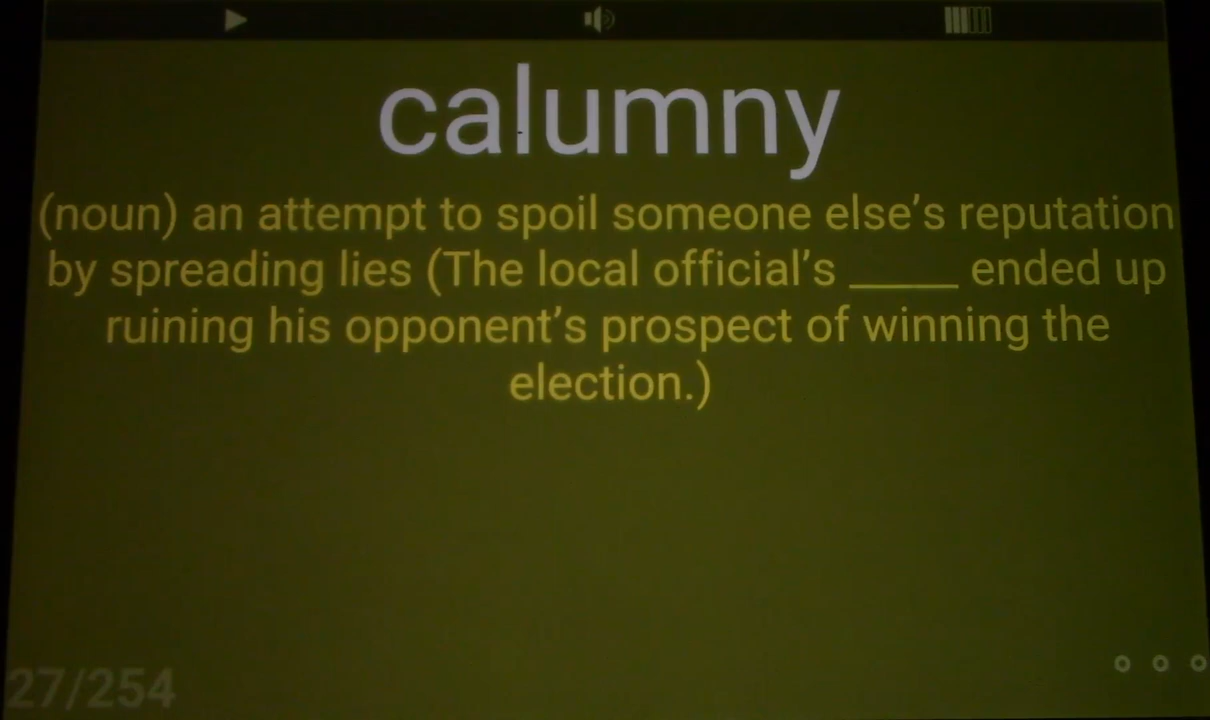 calumny
(noun) an attempt to spoil someone else’s reputation
by spreading lies (The local official’s _____ ended up
ruining his opponent’s prospect of winning the
election.)
27/254